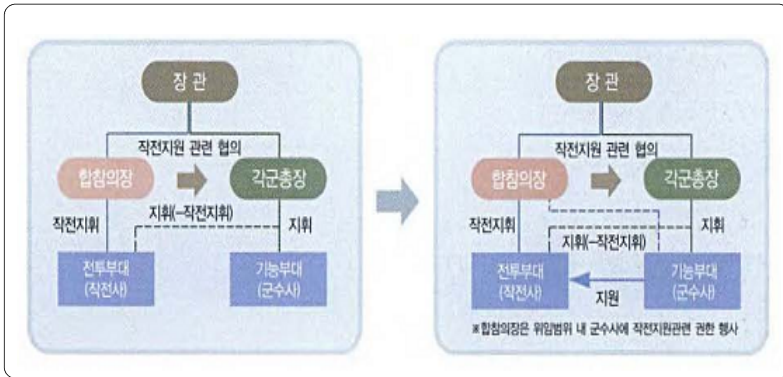 장 관
작전지원 관련 협의
합참의장
각군총장
작전지휘
지휘(-작전지휘)
지휘
전투부대
(작전사)
기능부대
(군수사)
장 관
작전지원 관련 협의
합참의장
각군총장
작전지휘
지휘(-작전지휘)
지휘
전투부대
(작전사)
지원
기능부대
(군수사)
※합참의장은 위임범위 내 군수사에 작전지원관련 권한 행사